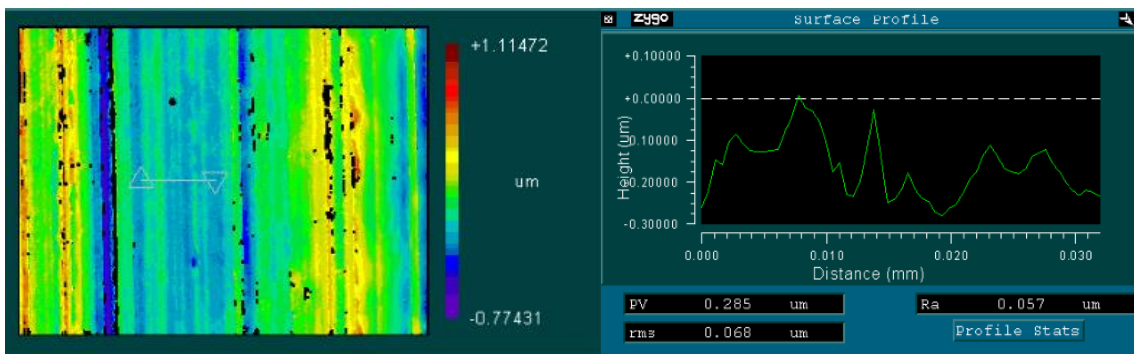 +1.11472
um
-0.77431
zygo Surface Profile
+0.10000
+0.00000
-0.10000
-0.20000
-0.30000
Height (um)
0.000 0.010 0.020 0.030
Distance (mm)
PV 0.285 um
Ra 0.057 um
rms 0.068 um
Profile Stats